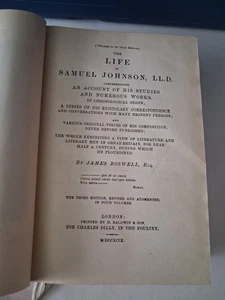 THE
LIFE
OF
SAMUEL JOHNSON, LL.D.
COMPREHENDING
AN ACCOUNT OF HIS STUDIES
AND NUMEROUS WORKS,
IN CHRONOLOGICAL ORDER;
A SERIES OF HIS EPISTOLARY CORRESPONDENCE
AND CONVERSATIONS WITH MANY EMINENT PERSONS;
AND
VARIOUS ORIGINAL PIECES OF HIS COMPOSITION,
NEVER BEFORE PUBLISHED;
THE WHOLE EXHIBITING A VIEW OF LITERATURE AND
LITERARY MEN IN GREAT-BRITAIN, FOR NEAR
HALF A CENTURY, DURING WHICH
HE FLOURISHED.
BY JAMES BOSWELL, Esq.
THE THIRD EDITION, REVISED AND AUGMENTED,
IN FOUR VOLUMES.
LONDON:
PRINTED BY H. BALDWIN & SON,
FOR CHARLES DILLY, IN THE POULTRY.
MDCCXCIX.